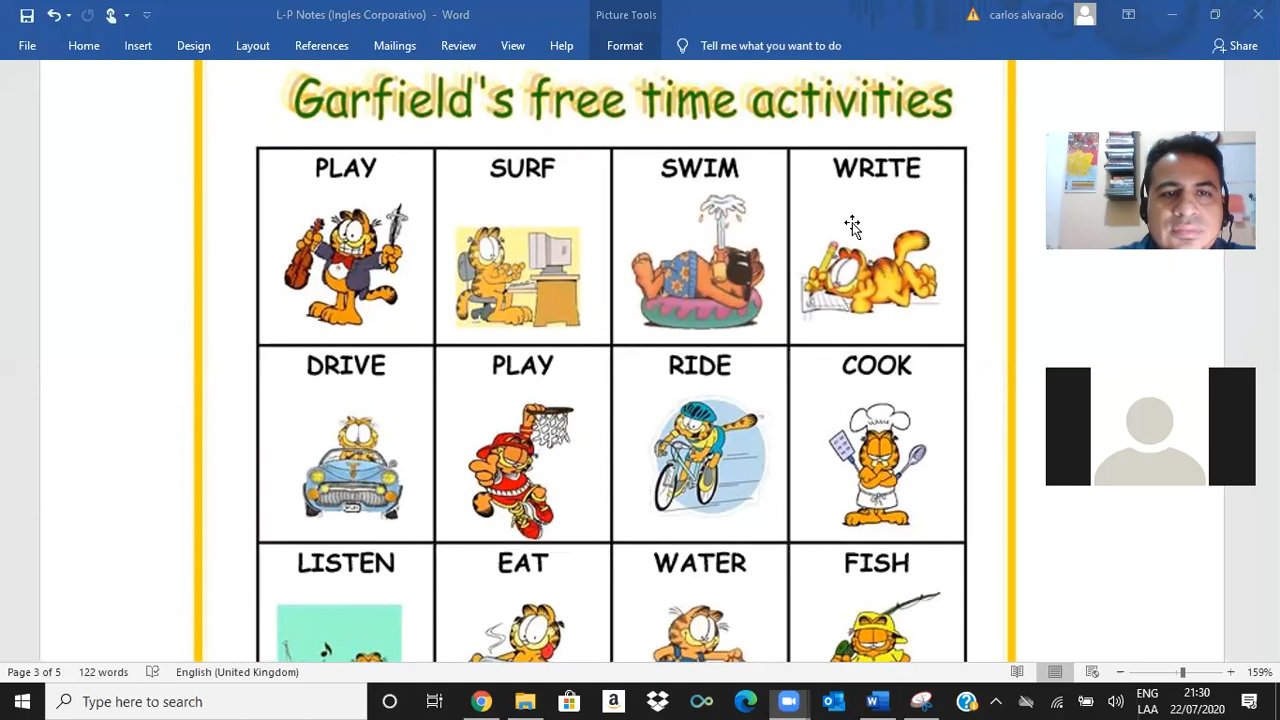 L-P Notes (Ingles Corporativo) - Word
Picture Tools
carlos alvarado
File Home Insert Design Layout References Mailings Review View Help Format Tell me what you want to do Share
Garfield's free time activities
PLAY SURF SWIM WRITE
DRIVE PLAY RIDE COOK
LISTEN EAT WATER FISH
Page 3 of 5 122 words English (United Kingdom) 159%
Type here to search
ENG 21:30
LAA 22/07/2020